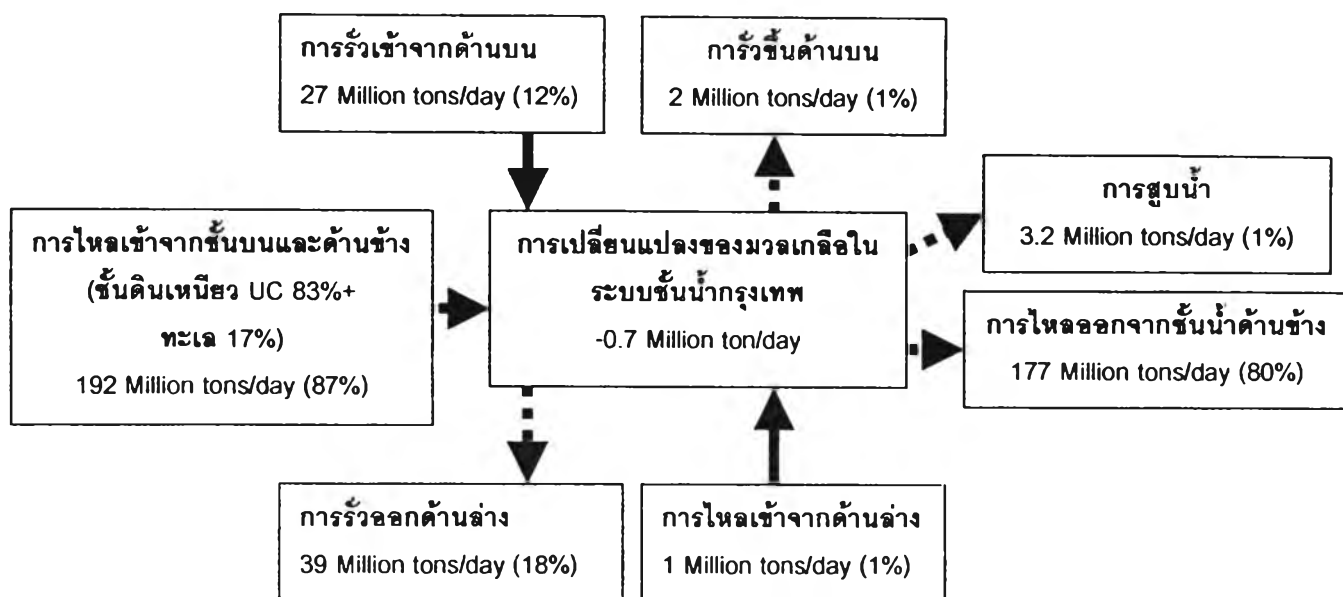 การรั่วเข้าจากด้านบน
27 Million tons/day (12%)
การรั่วขึ้นด้านบน
2 Million tons/day (1%)
การสูบน้ำ
3.2 Million tons/day (1%)
การไหลเข้าจากชั้นบนและด้านข้าง
(ชั้นดินเหนียว UC 83%+
ทะเล 17%)
192 Million tons/day (87%)
การเปลี่ยนแปลงของมวลเกลือใน
ระบบชั้นน้ำกรุงเทพ
-0.7 Million ton/day
การไหลออกจากชั้นน้ำด้านข้าง
177 Million tons/day (80%)
การรั่วออกด้านล่าง
39 Million tons/day (18%)
การไหลเข้าจากด้านล่าง
1 Million tons/day (1%)